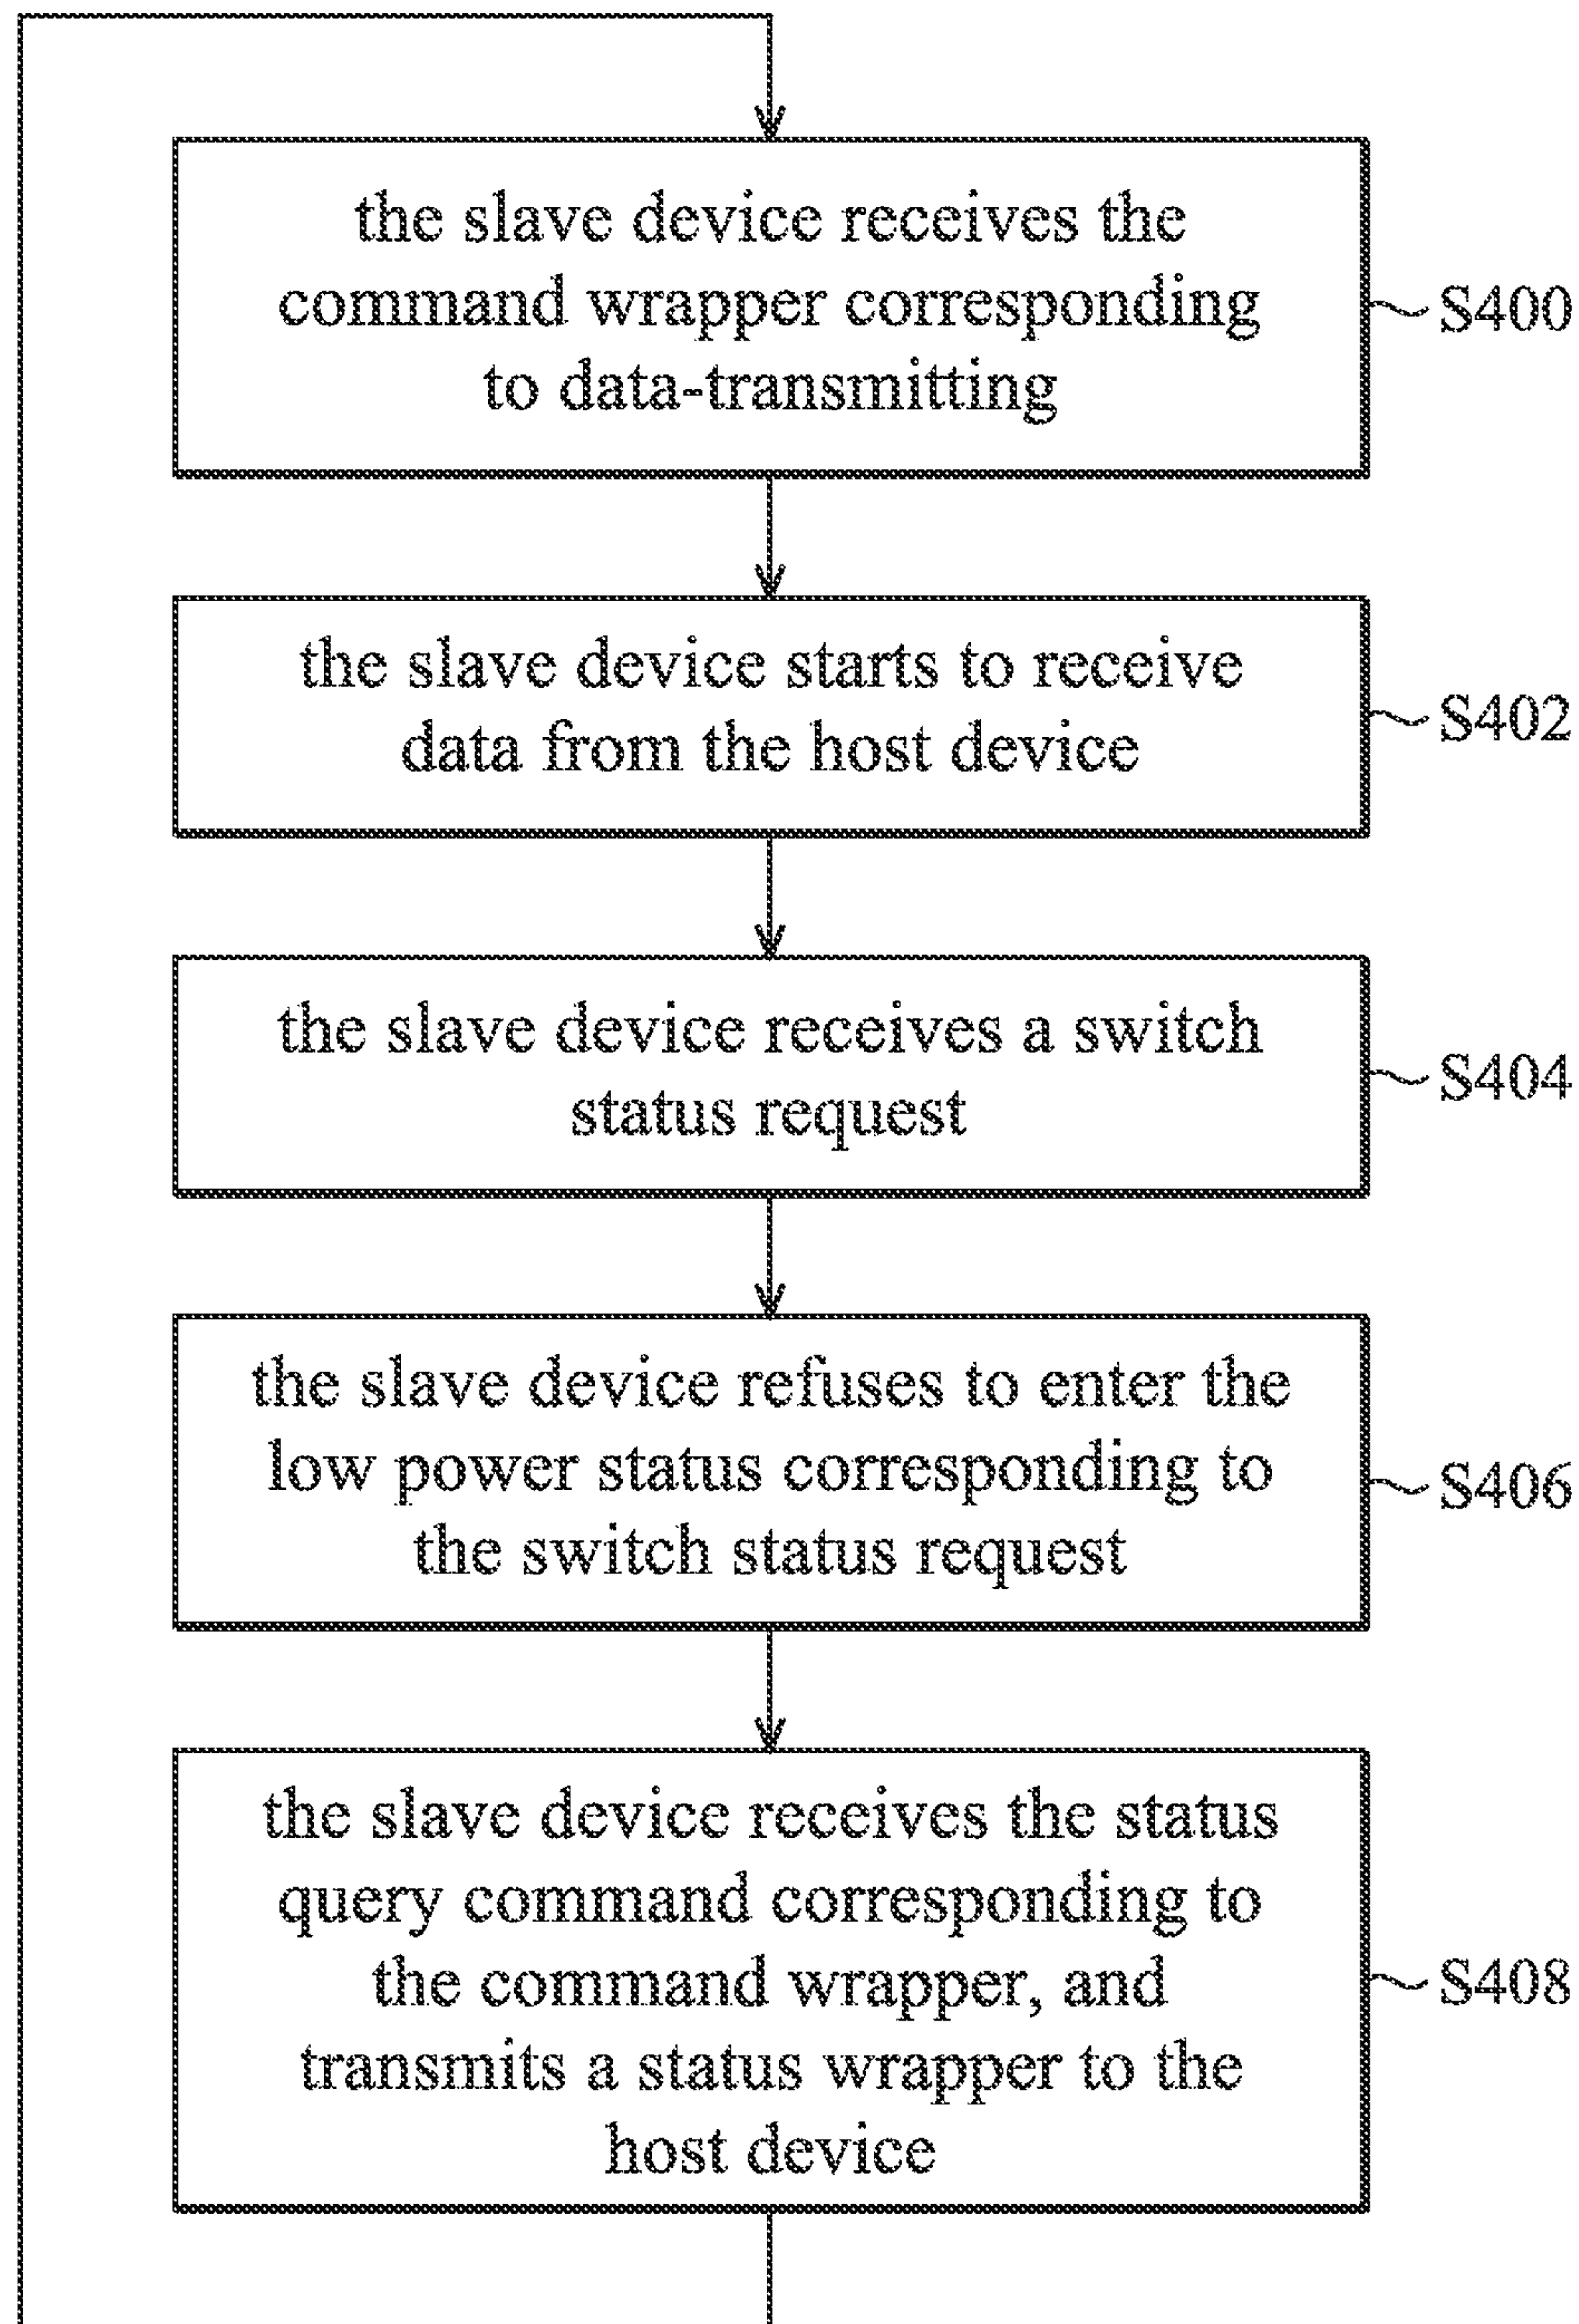 the slave device receives the
command wrapper corresponding
to data-transmitting
S400
the slave device starts to receive
data from the host device
S402
the slave device receives a switch
status request
S404
the slave device refuses to enter the
low power status corresponding to
the switch status request
S406
the slave device receives the status
query command corresponding to
the command wrapper, and
transmits a status wrapper to the
host device
S408